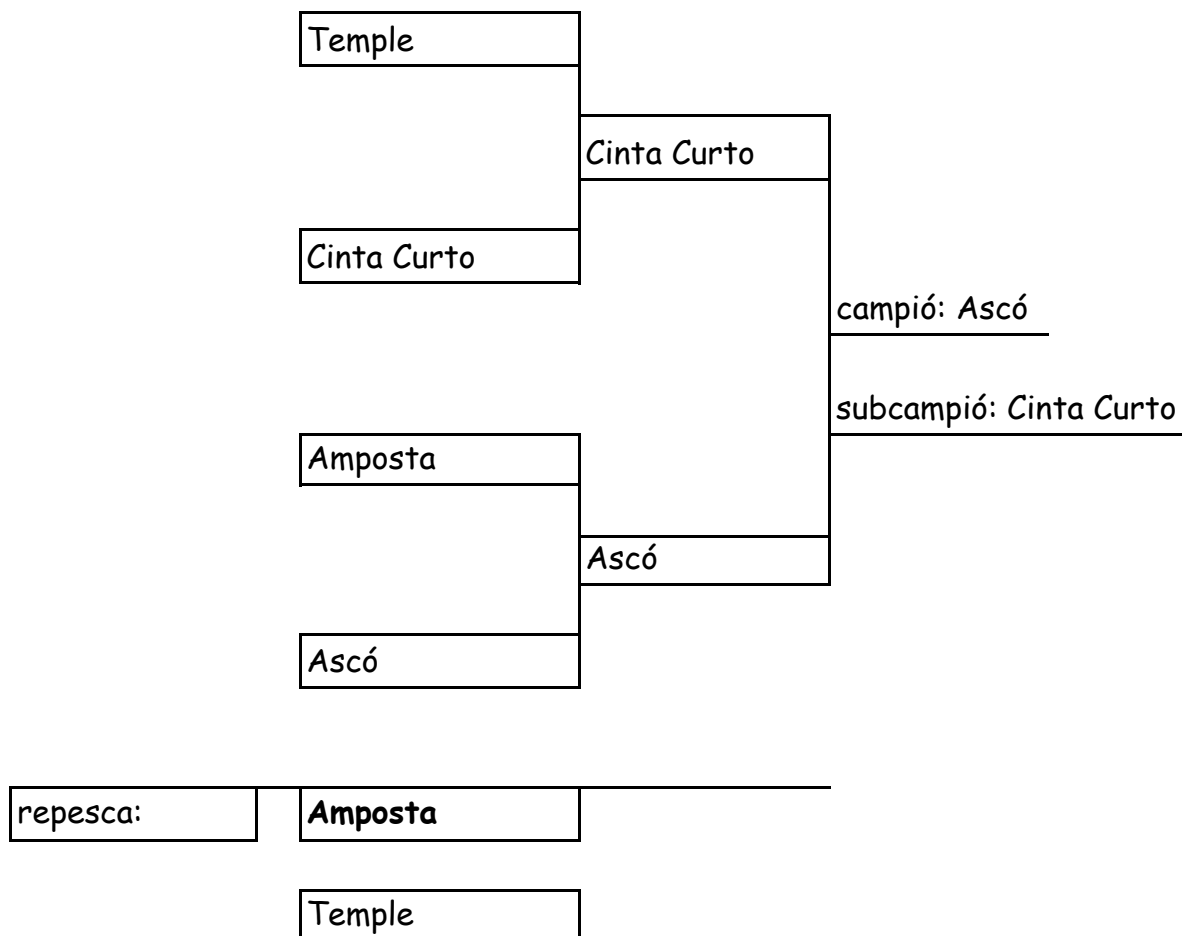 Temple
Cinta Curto
Cinta Curto
campió: Ascó
subcampió: Cinta Curto
Amposta
Ascó
Ascó
repesca: Amposta
Temple